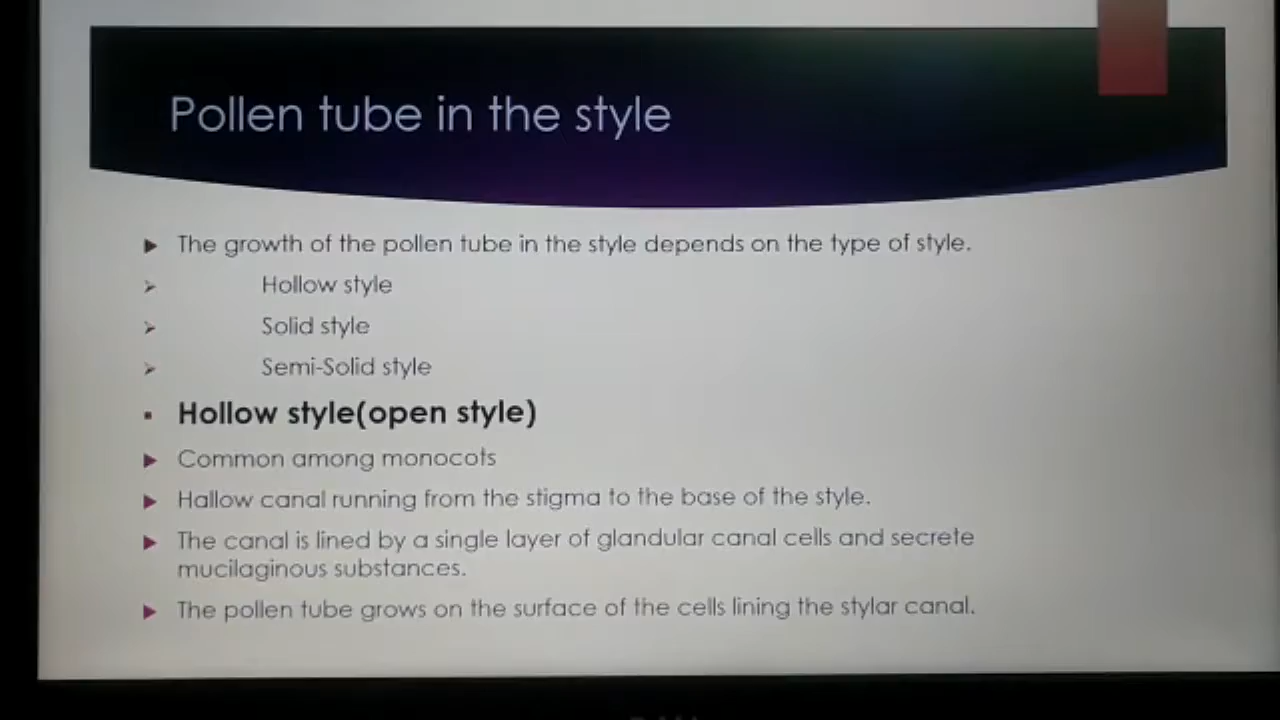 Pollen tube in the style
The growth of the pollen tube in the style depends on the type of style.
Hollow style
Solid style
Semi-Solid style
Hollow style(open style)
Common among monocots
Hallow canal running from the stigma to the base of the style.
The canal is lined by a single layer of glandular canal cells and secrete
mucilaginous substances.
The pollen tube grows on the surface of the cells lining the stylar canal.